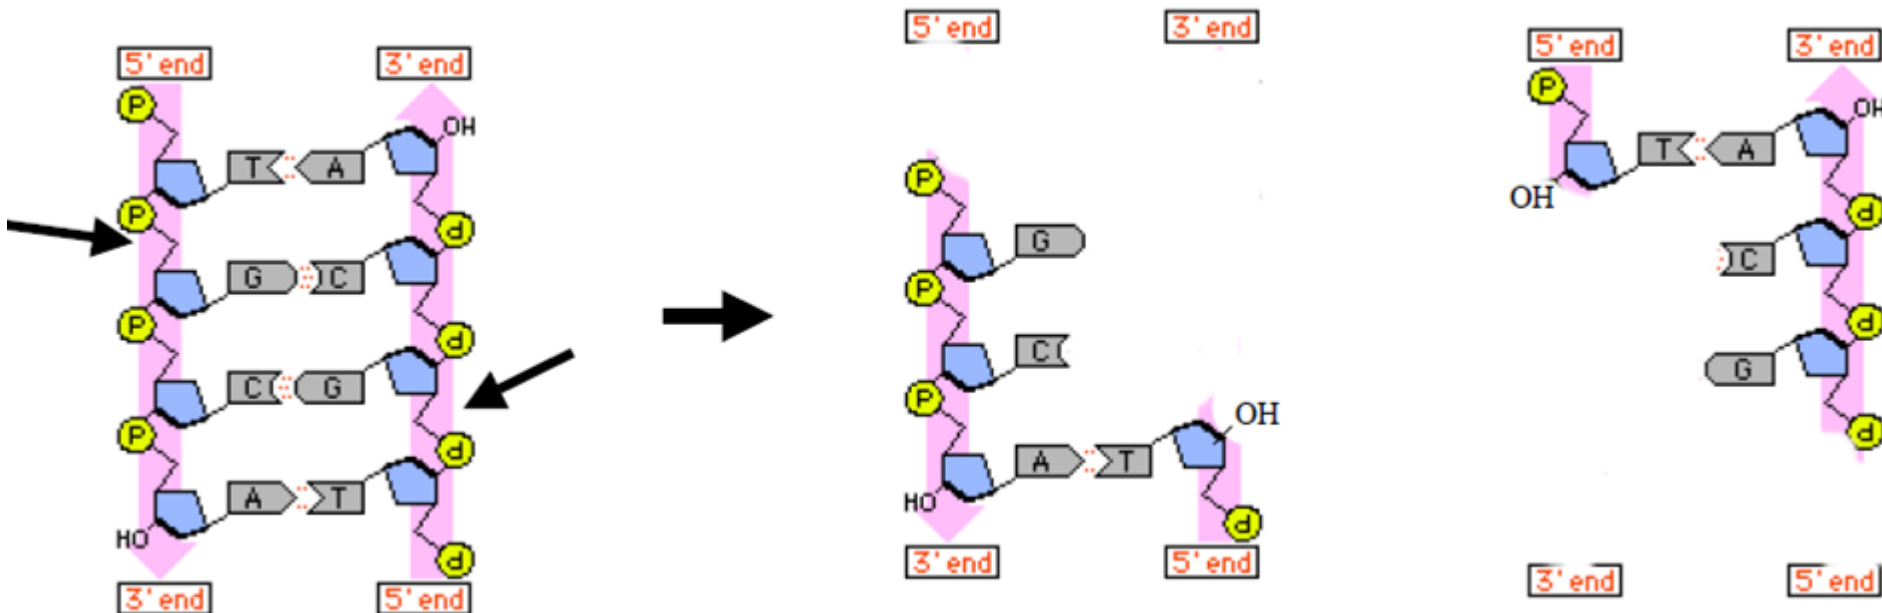 5' end 3' end
P
OH
T A
P
P
G C
P
P
C G
P
P
A T
HO
P
3' end 5' end
5' end 3' end
P
G
P
C
P
OH
A T
HO
P
3' end 5' end
5' end 3' end
P
OH
T A
OH
P
C
P
G
P
3' end 5' end